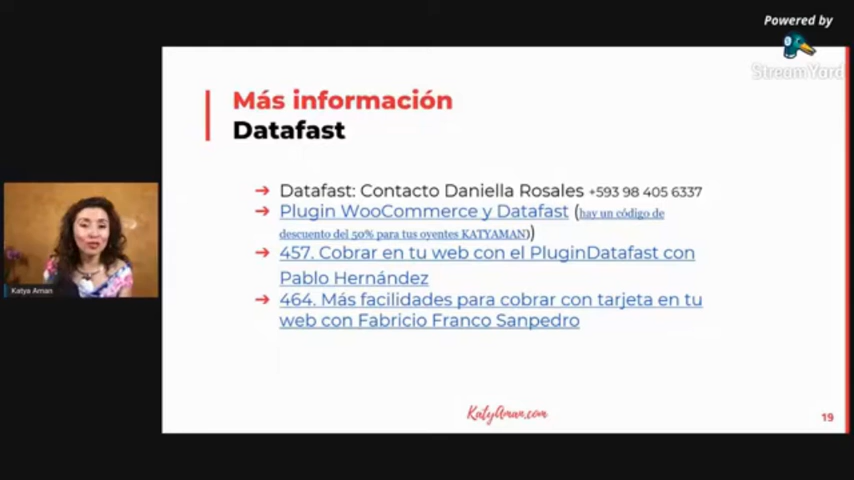 Powered by
StreamYard
Más información
Datafast
➔ Datafast: Contacto Daniella Rosales +593 98 405 6337
➔ Plugin WooCommerce y Datafast (hay un código de
descuento del 50% para tus oyentes KATYAMAN))
➔ 457. Cobrar en tu web con el PluginDatafast con
Pablo Hernández
➔ 464. Más facilidades para cobrar con tarjeta en tu
web con Fabricio Franco Sanpedro
Katya Aman
KatyAman.com
19